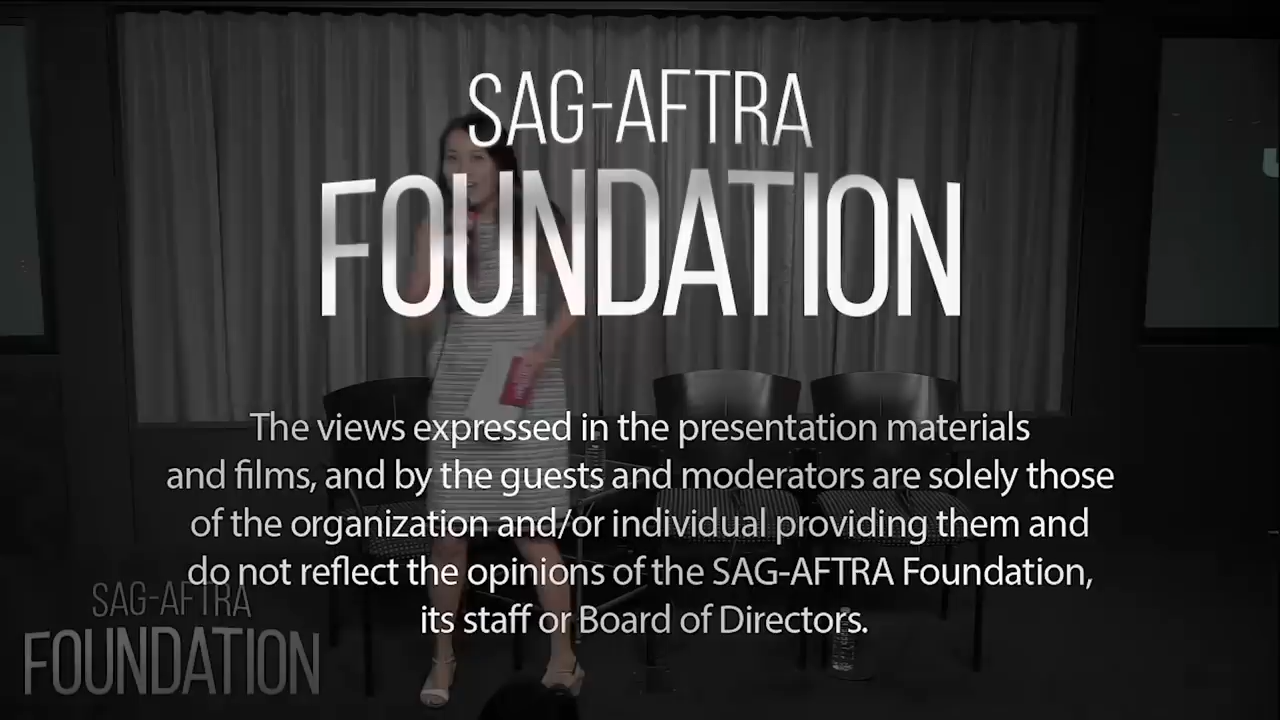 SAG-AFTRA
FOUNDATION
The views expressed in the presentation materials
and films, and by the guests and moderators are solely those
of the organization and/or individual providing them and
do not reflect the opinions of the SAG-AFTRA Foundation,
its staff or Board of Directors.
SAG-AFTRA
FOUNDATION